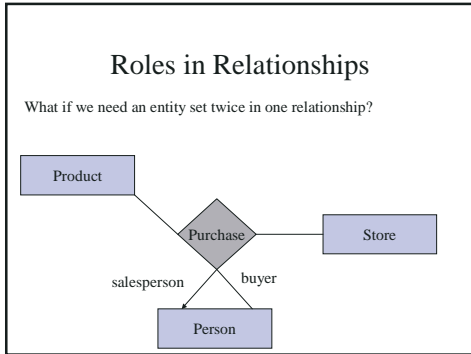 Roles in Relationships
What if we need an entity set twice in one relationship?
Product
Purchase
Store
salesperson
buyer
Person